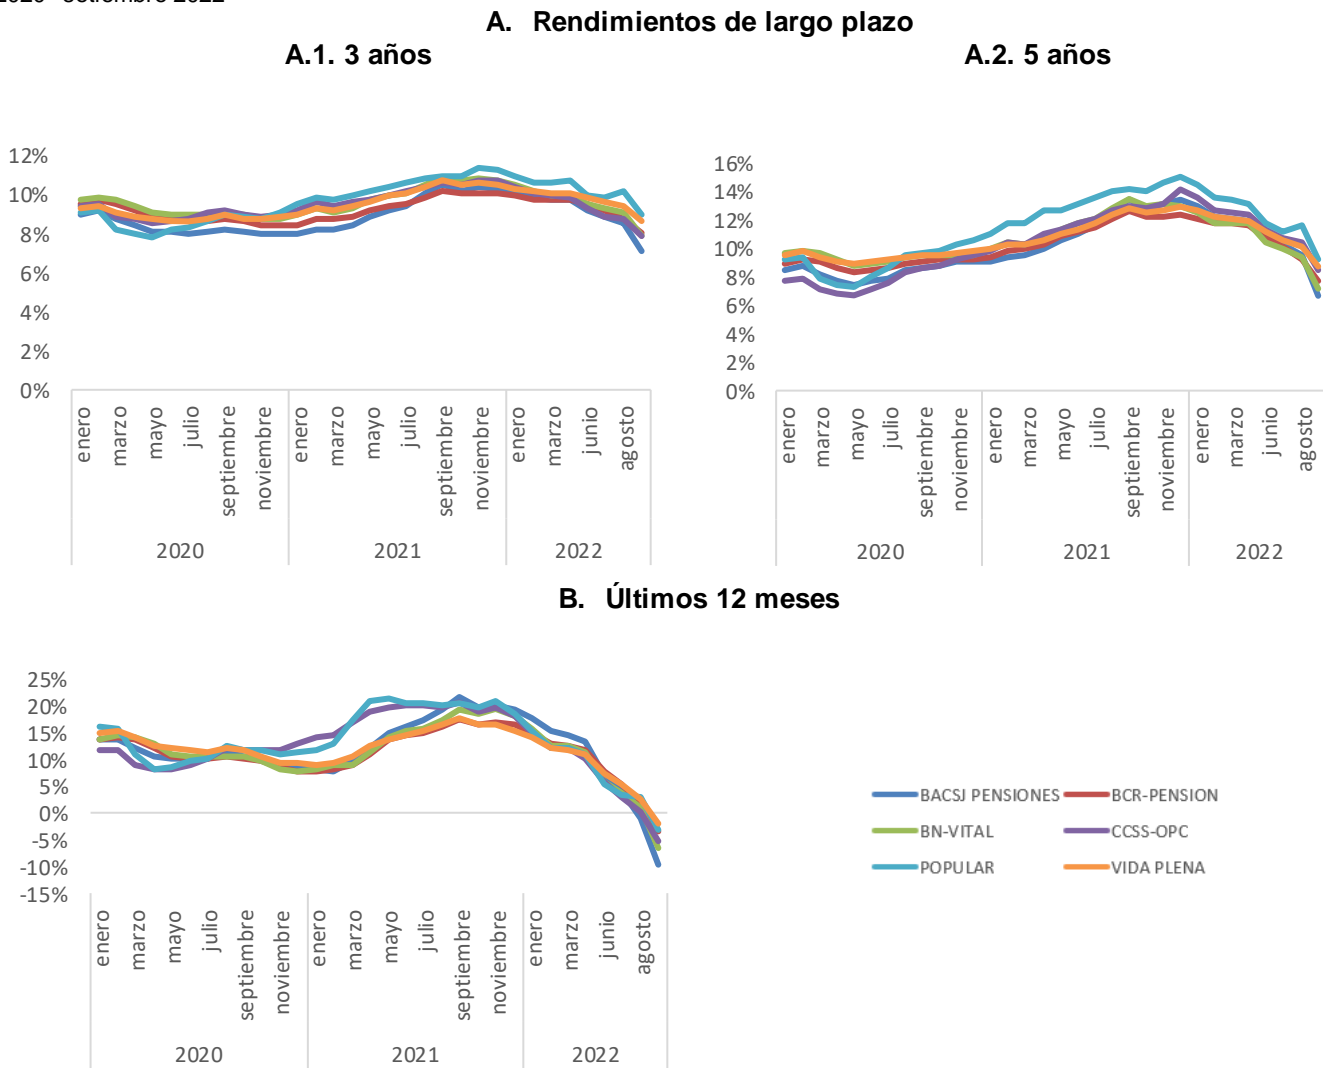 2020 - setiembre 2022
A. Rendimientos de largo plazo
A.1. 3 años
A.2. 5 años
12%
10%
8%
6%
4%
2%
0%
enero
marzo
mayo
julio
septiembre
noviembre
enero
marzo
mayo
julio
septiembre
noviembre
enero
marzo
junio
agosto
2020
2021
2022
16%
14%
12%
10%
8%
6%
4%
2%
0%
enero
marzo
mayo
julio
septiembre
noviembre
enero
marzo
mayo
julio
septiembre
noviembre
enero
marzo
junio
agosto
2020
2021
2022
B. Últimos 12 meses
25%
20%
15%
10%
5%
0%
-5%
-10%
-15%
enero
marzo
mayo
julio
septiembre
noviembre
enero
marzo
mayo
julio
septiembre
noviembre
enero
marzo
junio
agosto
2020
2021
2022
BACSJ PENSIONES
BCR-PENSION
BN-VITAL
CCSS-OPC
POPULAR
VIDA PLENA